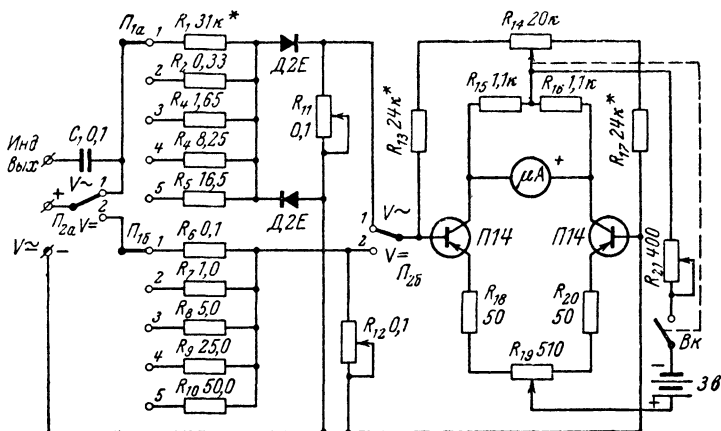 П1а 1 R1 31к*
2 R2 0,33
3 R4 1,65
4 R4 8,25
5 R5 16,5
Д2Е
Д2Е
R11 0,1
Инд вых
C1 0,1
+ V~ 1
П2а V= 2
V≃ -
П1б 1 R6 0,1
2 R7 1,0
3 R8 5,0
4 R9 25,0
5 R10 50,0
R12 0,1
1 V~
2 V=
П2б
R13 24к*
R14 20к
R15 1,1к
R16 1,1к
R17 24к*
μA +
П14
П14
R18 50
R20 50
R19 510
R21 400
Вк
- 3в
+